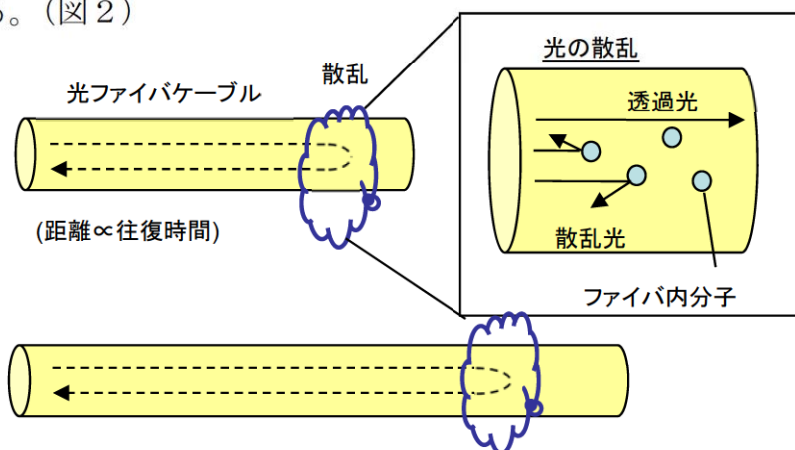 。(図2)
散乱
光ファイバケーブル
(距離∝往復時間)
光の散乱
透過光
散乱光
ファイバ内分子